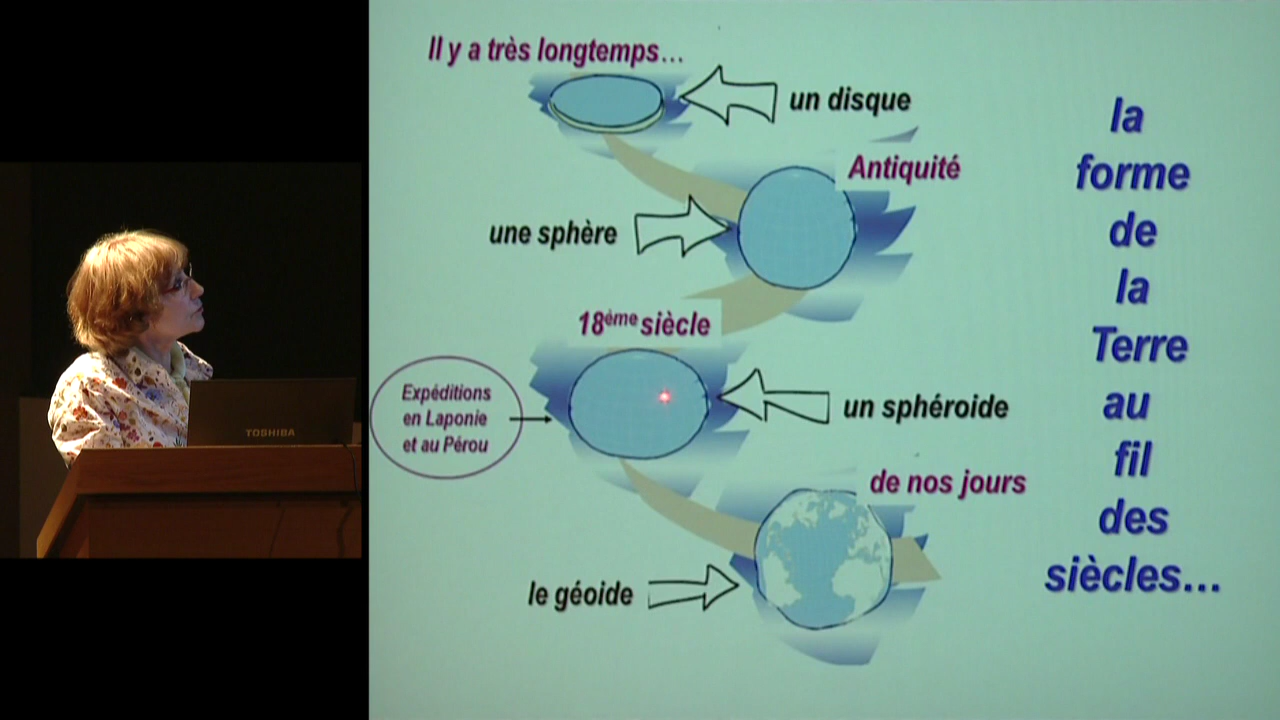 Il y a très longtemps...
un disque
Antiquité
une sphère
18ème siècle
Expéditions
en Laponie
et au Pérou
un sphéroide
de nos jours
le géoide
la
forme
de
la
Terre
au
fil
des
siècles...
TOSHIBA